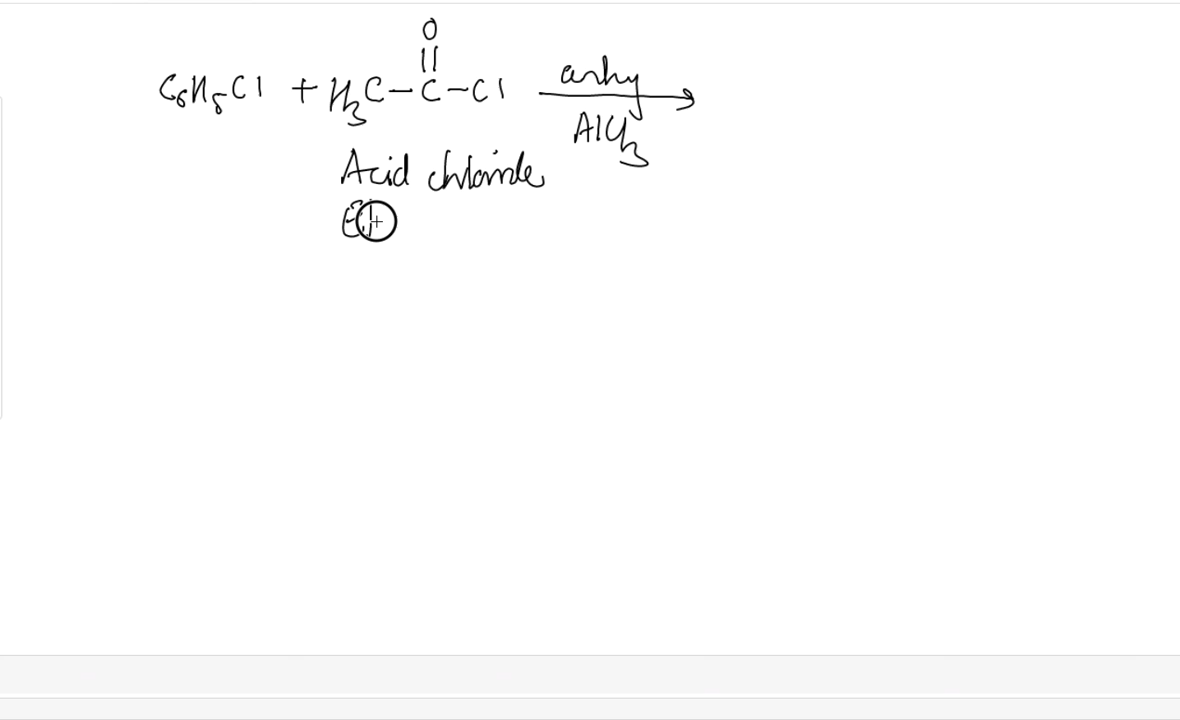 O
||
C₆H₅Cl + H₃C-C-Cl anhy
AlCl₃
Acid chloride